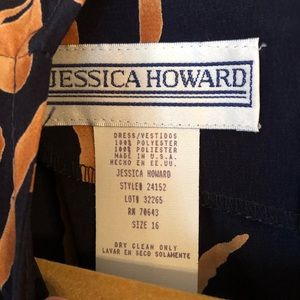 JESSICA HOWARD
DRESS/VESTIDOS
100% POLYESTER
100% POLIESTER
MADE IN U.S.A.
HECHO EN EE.UU.
JESSICA HOWARD
STYLE# 24152
LOT# 32265
RN 70643
SIZE 16
DRY CLEAN ONLY
LAVAR EN SECO SOLAMENTE